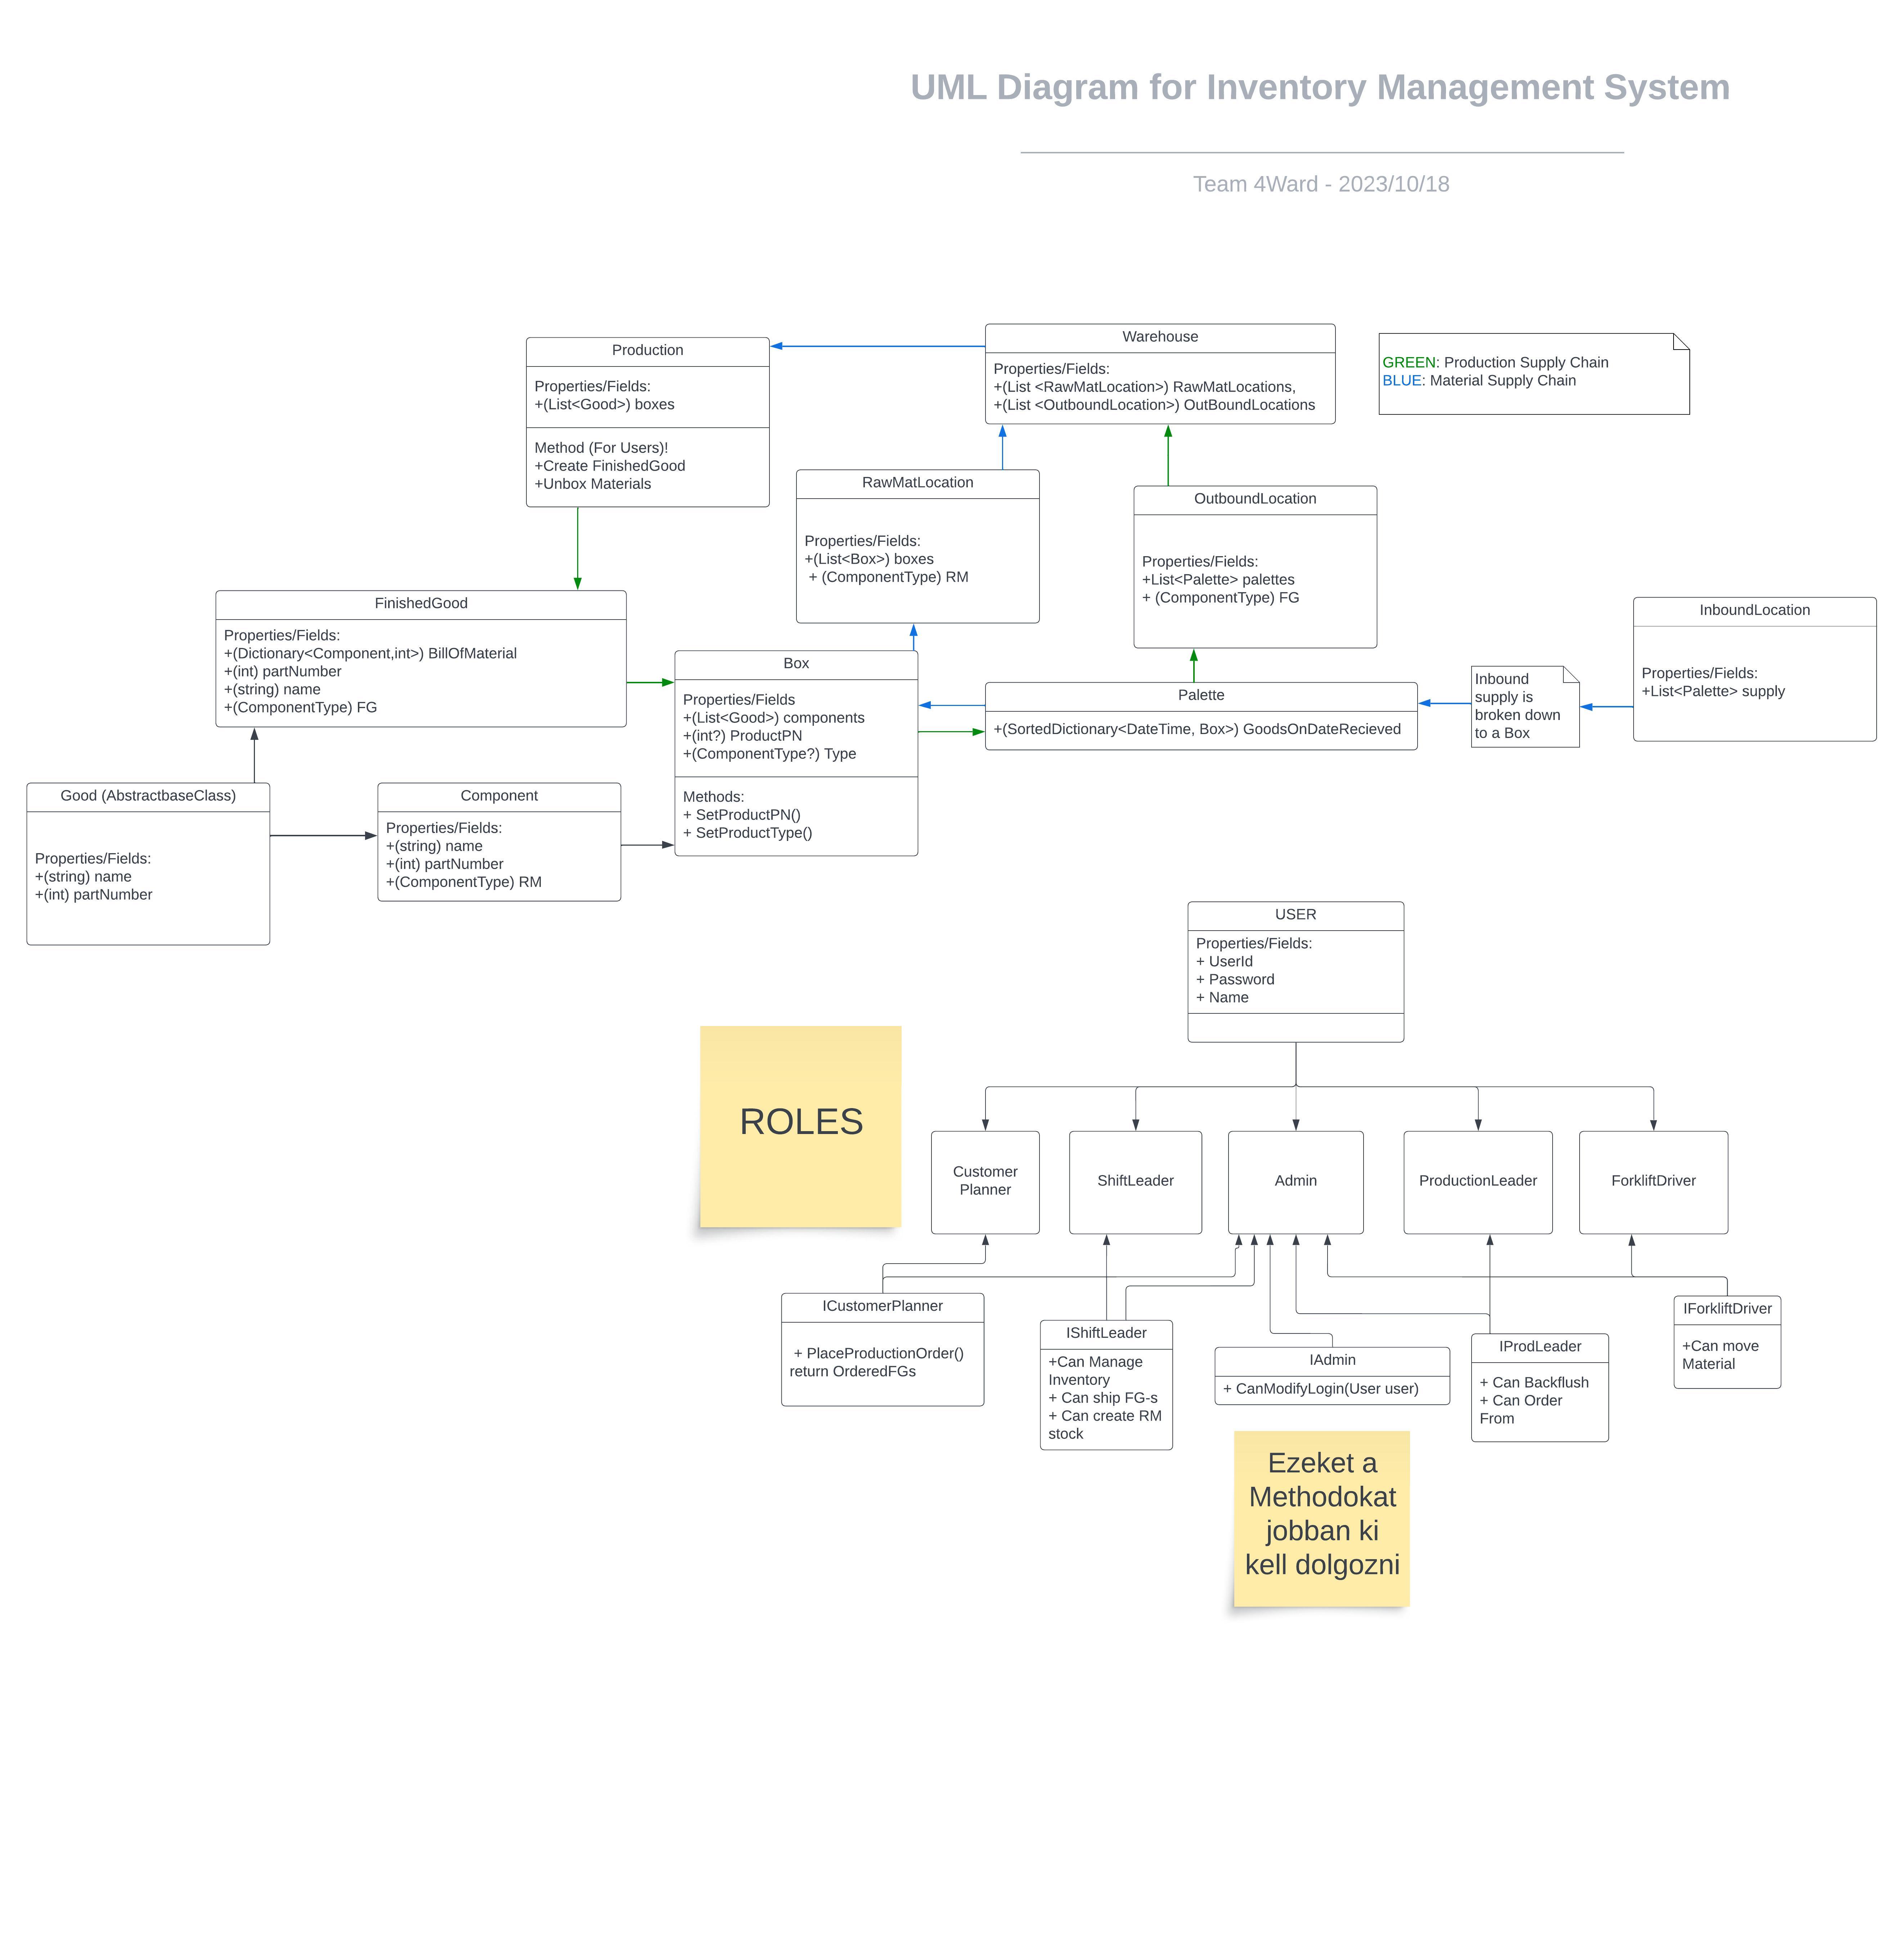 UML Diagram for Inventory Management System
Team 4Ward - 2023/10/18
Production
Properties/Fields:
+(List<Good>) boxes
Method (For Users)!
+Create FinishedGood
+Unbox Materials
Warehouse
Properties/Fields:
+(List <RawMatLocation>) RawMatLocations,
+(List <OutboundLocation>) OutBoundLocations
GREEN: Production Supply Chain
BLUE: Material Supply Chain
RawMatLocation
Properties/Fields:
+(List<Box>) boxes
+ (ComponentType) RM
OutboundLocation
Properties/Fields:
+List<Palette> palettes
+ (ComponentType) FG
FinishedGood
Properties/Fields:
+(Dictionary<Component,int>) BillOfMaterial
+(int) partNumber
+(string) name
+(ComponentType) FG
Box
Properties/Fields
+(List<Good>) components
+(int?) ProductPN
+(ComponentType?) Type
Methods:
+ SetProductPN()
+ SetProductType()
Palette
+(SortedDictionary<DateTime, Box>) GoodsOnDateRecieved
Inbound
supply is
broken down
to a Box
InboundLocation
Properties/Fields:
+List<Palette> supply
Good (AbstractbaseClass)
Properties/Fields:
+(string) name
+(int) partNumber
Component
Properties/Fields:
+(string) name
+(int) partNumber
+(ComponentType) RM
USER
Properties/Fields:
+ UserId
+ Password
+ Name
ROLES
Customer
Planner
ShiftLeader
Admin
ProductionLeader
ForkliftDriver
ICustomerPlanner
+ PlaceProductionOrder()
return OrderedFGs
IShiftLeader
+Can Manage
Inventory
+ Can ship FG-s
+ Can create RM
stock
IAdmin
+ CanModifyLogin(User user)
IProdLeader
+ Can Backflush
+ Can Order
From
IForkliftDriver
+Can move
Material
Ezeket a
Methodokat
jobban ki
kell dolgozni